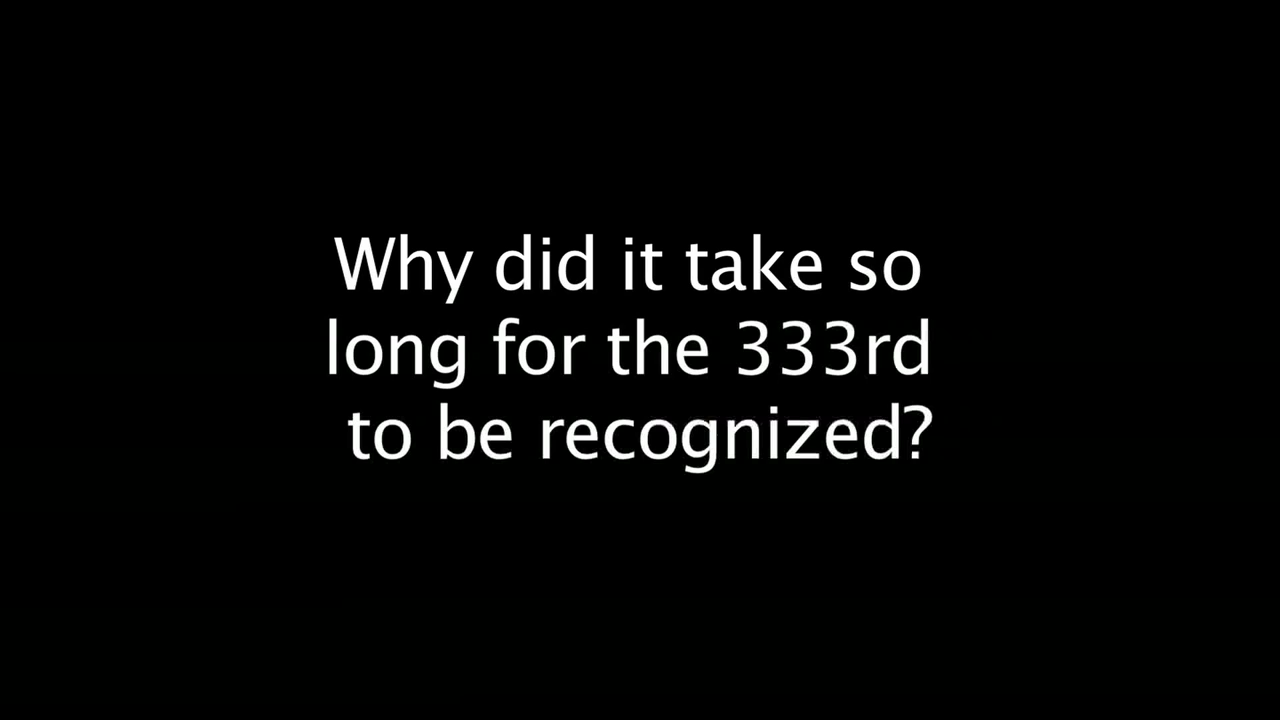 Why did it take so
long for the 333rd
to be recognized?